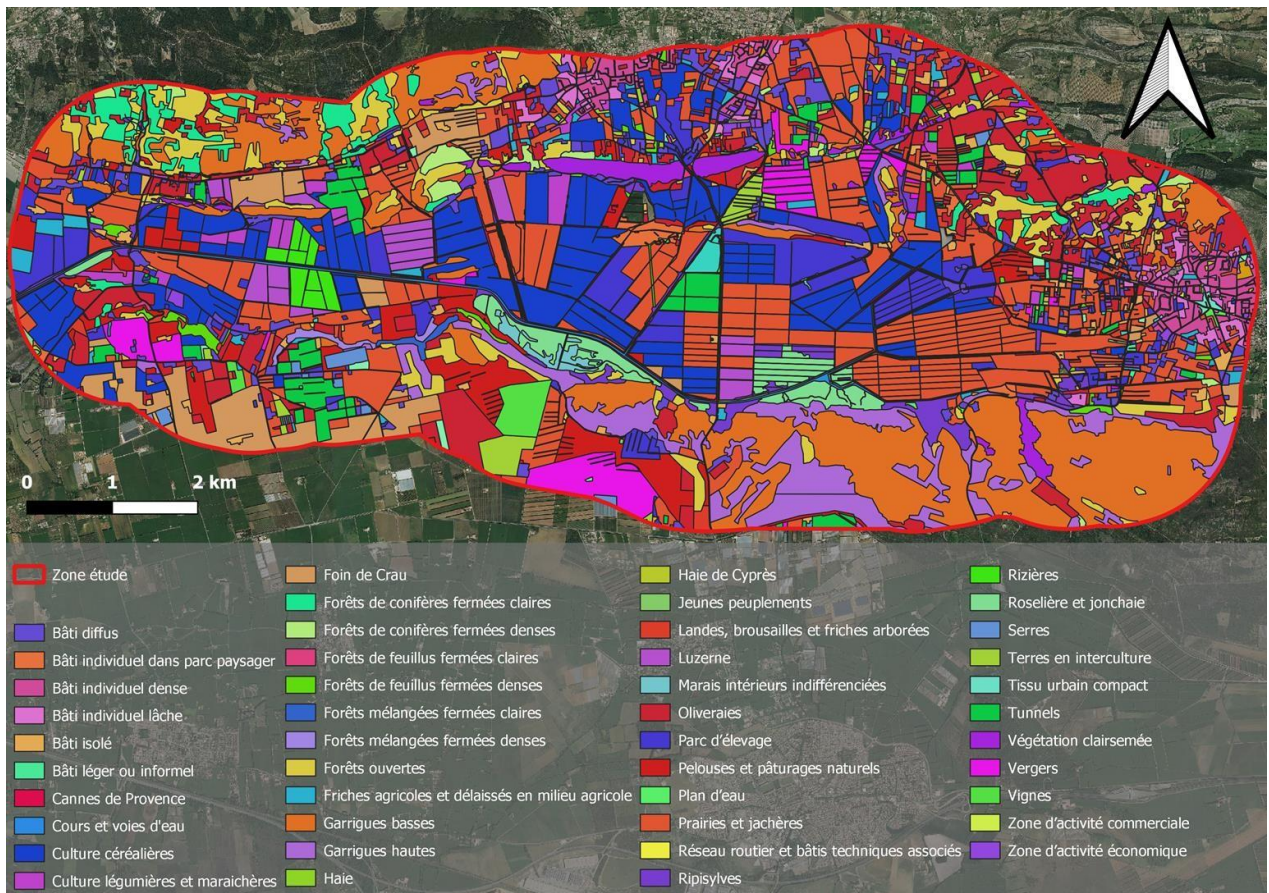 0 1 2 km
Zone étude
Bâti diffus
Bâti individuel dans parc paysager
Bâti individuel dense
Bâti individuel lâche
Bâti isolé
Bâti léger ou informel
Cannes de Provence
Cours et voies d'eau
Culture céréalières
Culture légumières et maraichères
Foin de Crau
Forêts de conifères fermées claires
Forêts de conifères fermées denses
Forêts de feuillus fermées claires
Forêts de feuillus fermées denses
Forêts mélangées fermées claires
Forêts mélangées fermées denses
Forêts ouvertes
Friches agricoles et délaissés en milieu agricole
Garrigues basses
Garrigues hautes
Haie
Haie de Cyprès
Jeunes peuplements
Landes, brousailles et friches arborées
Luzerne
Marais intérieurs indifférenciées
Oliveraies
Parc d'élevage
Pelouses et pâturages naturels
Plan d'eau
Prairies et jachères
Réseau routier et bâtis techniques associés
Ripisylves
Rizières
Roselière et jonchaie
Serres
Terres en interculture
Tissu urbain compact
Tunnels
Végétation clairsemée
Vergers
Vignes
Zone d'activité commerciale
Zone d'activité économique